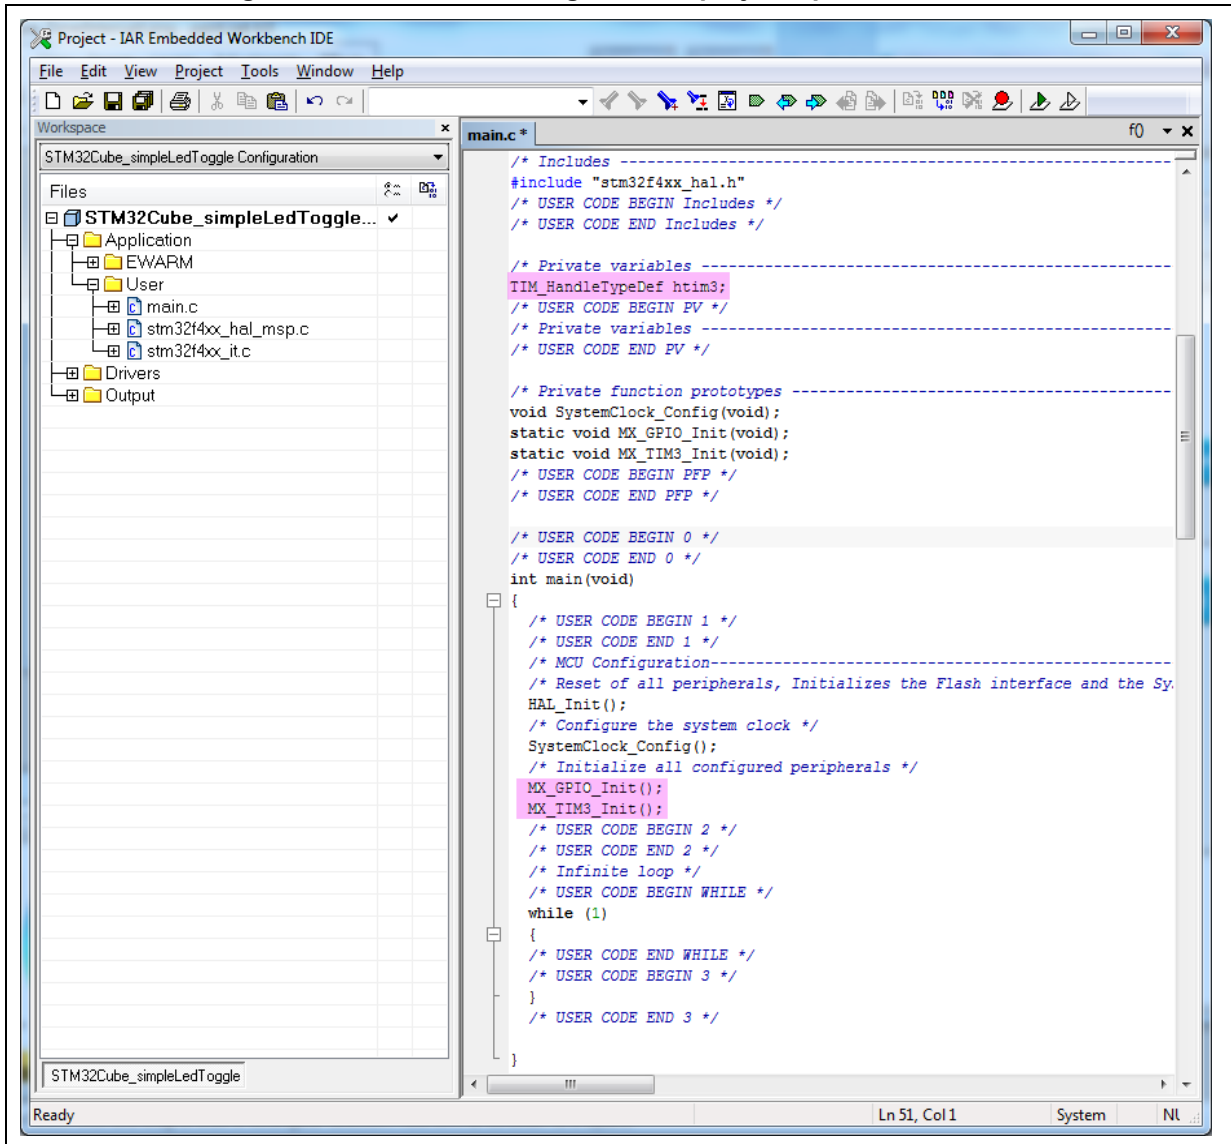 Project - IAR Embedded Workbench IDE
File Edit View Project Tools Window Help
Workspace
STM32Cube_simpleLedToggle Configuration
Files
STM32Cube_simpleLedToggle...
Application
EWARM
User
main.c
stm32f4xx_hal_msp.c
stm32f4xx_it.c
Drivers
Output
STM32Cube_simpleLedToggle
main.c *
f()
/* Includes ------------------------------------------------------------
#include "stm32f4xx_hal.h"
/* USER CODE BEGIN Includes */
/* USER CODE END Includes */
/* Private variables ---------------------------------------------------
TIM_HandleTypeDef htim3;
/* USER CODE BEGIN PV */
/* Private variables ---------------------------------------------------
/* USER CODE END PV */
/* Private function prototypes -----------------------------------------
void SystemClock_Config(void);
static void MX_GPIO_Init(void);
static void MX_TIM3_Init(void);
/* USER CODE BEGIN PFP */
/* USER CODE END PFP */
/* USER CODE BEGIN 0 */
/* USER CODE END 0 */
int main(void)
{
/* USER CODE BEGIN 1 */
/* USER CODE END 1 */
/* MCU Configuration--------------------------------------------------
/* Reset of all peripherals, Initializes the Flash interface and the Sy
HAL_Init();
/* Configure the system clock */
SystemClock_Config();
/* Initialize all configured peripherals */
MX_GPIO_Init();
MX_TIM3_Init();
/* USER CODE BEGIN 2 */
/* USER CODE END 2 */
/* Infinite loop */
/* USER CODE BEGIN WHILE */
while (1)
{
/* USER CODE END WHILE */
/* USER CODE BEGIN 3 */
}
/* USER CODE END 3 */
}
Ready
Ln 51, Col 1
System